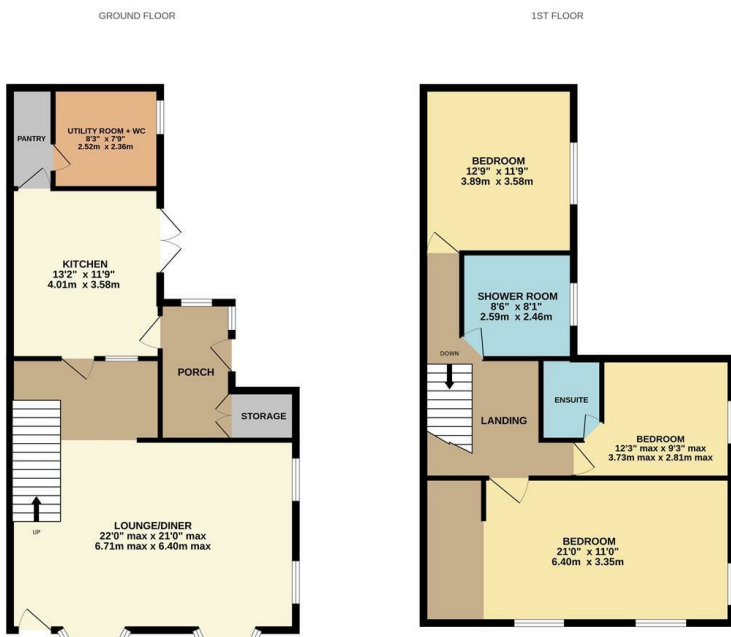 GROUND FLOOR
PANTRY
UTILITY ROOM + WC
8'3" x 7'9"
2.52m x 2.36m
KITCHEN
13'2" x 11'9"
4.01m x 3.58m
PORCH
STORAGE
UP
LOUNGE/DINER
22'0" max x 21'0" max
6.71m max x 6.40m max
1ST FLOOR
BEDROOM
12'9" x 11'9"
3.89m x 3.58m
SHOWER ROOM
8'6" x 8'1"
2.59m x 2.46m
DOWN
LANDING
ENSUITE
BEDROOM
12'3" max x 9'3" max
3.73m max x 2.81m max
BEDROOM
21'0" x 11'0"
6.40m x 3.35m